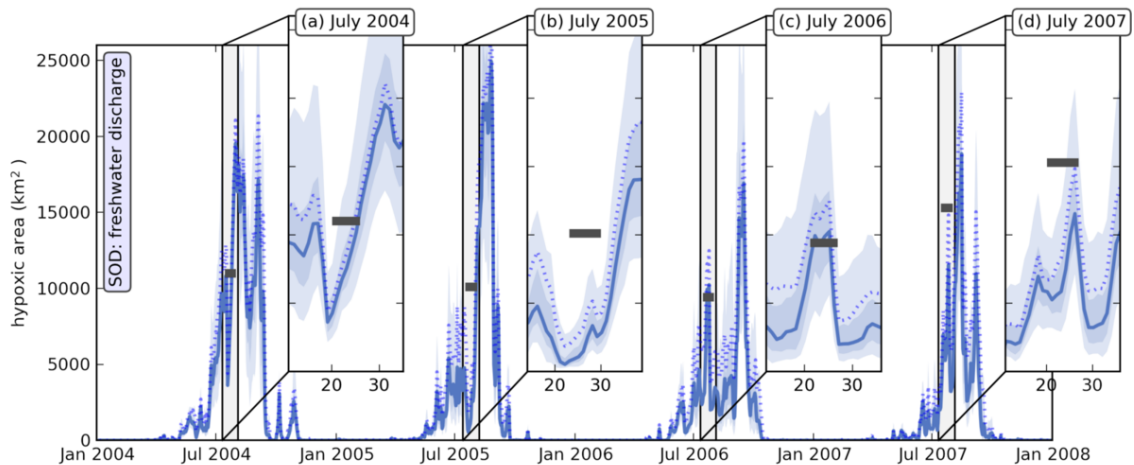 (a) July 2004
(b) July 2005
(c) July 2006
(d) July 2007
25000
20000
15000
10000
5000
0
hypoxic area (km²)
SOD: freshwater discharge
20 30
20 30
20 30
20 30
Jan 2004 Jul 2004 Jan 2005 Jul 2005 Jan 2006 Jul 2006 Jan 2007 Jul 2007 Jan 2008